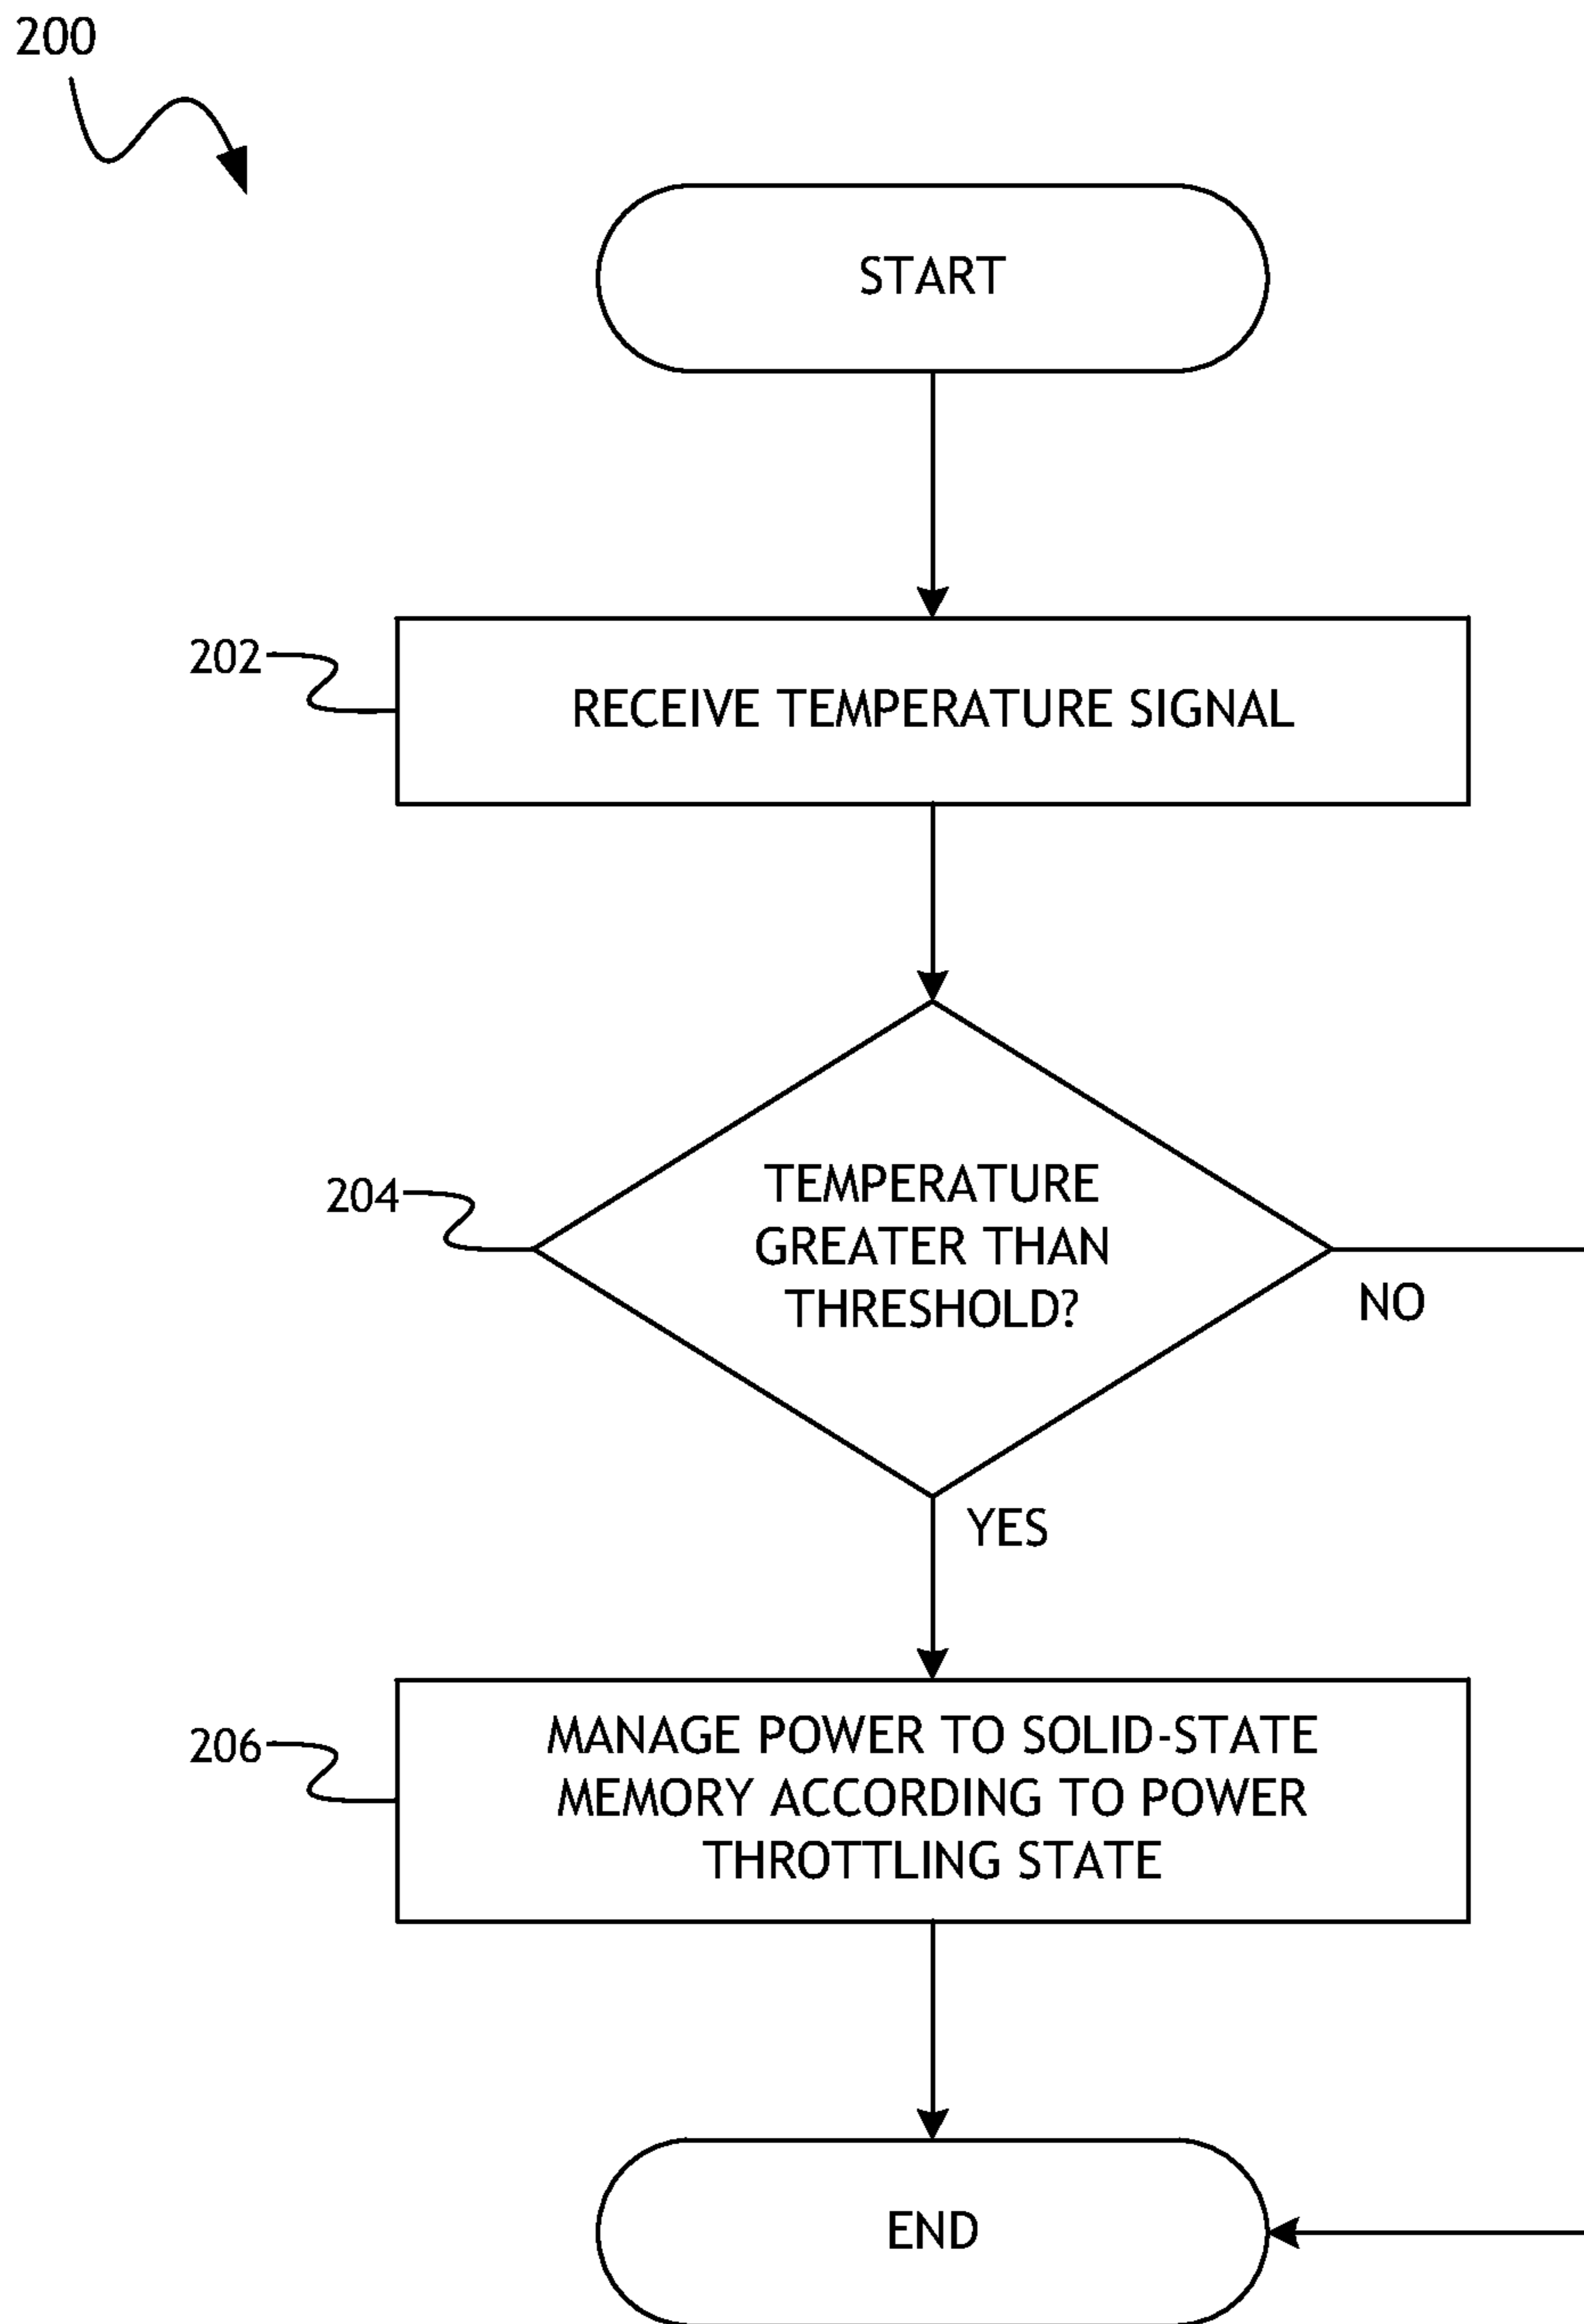 200
START
202
RECEIVE TEMPERATURE SIGNAL
204
TEMPERATURE
GREATER THAN
THRESHOLD?
NO
YES
206
MANAGE POWER TO SOLID-STATE
MEMORY ACCORDING TO POWER
THROTTLING STATE
END